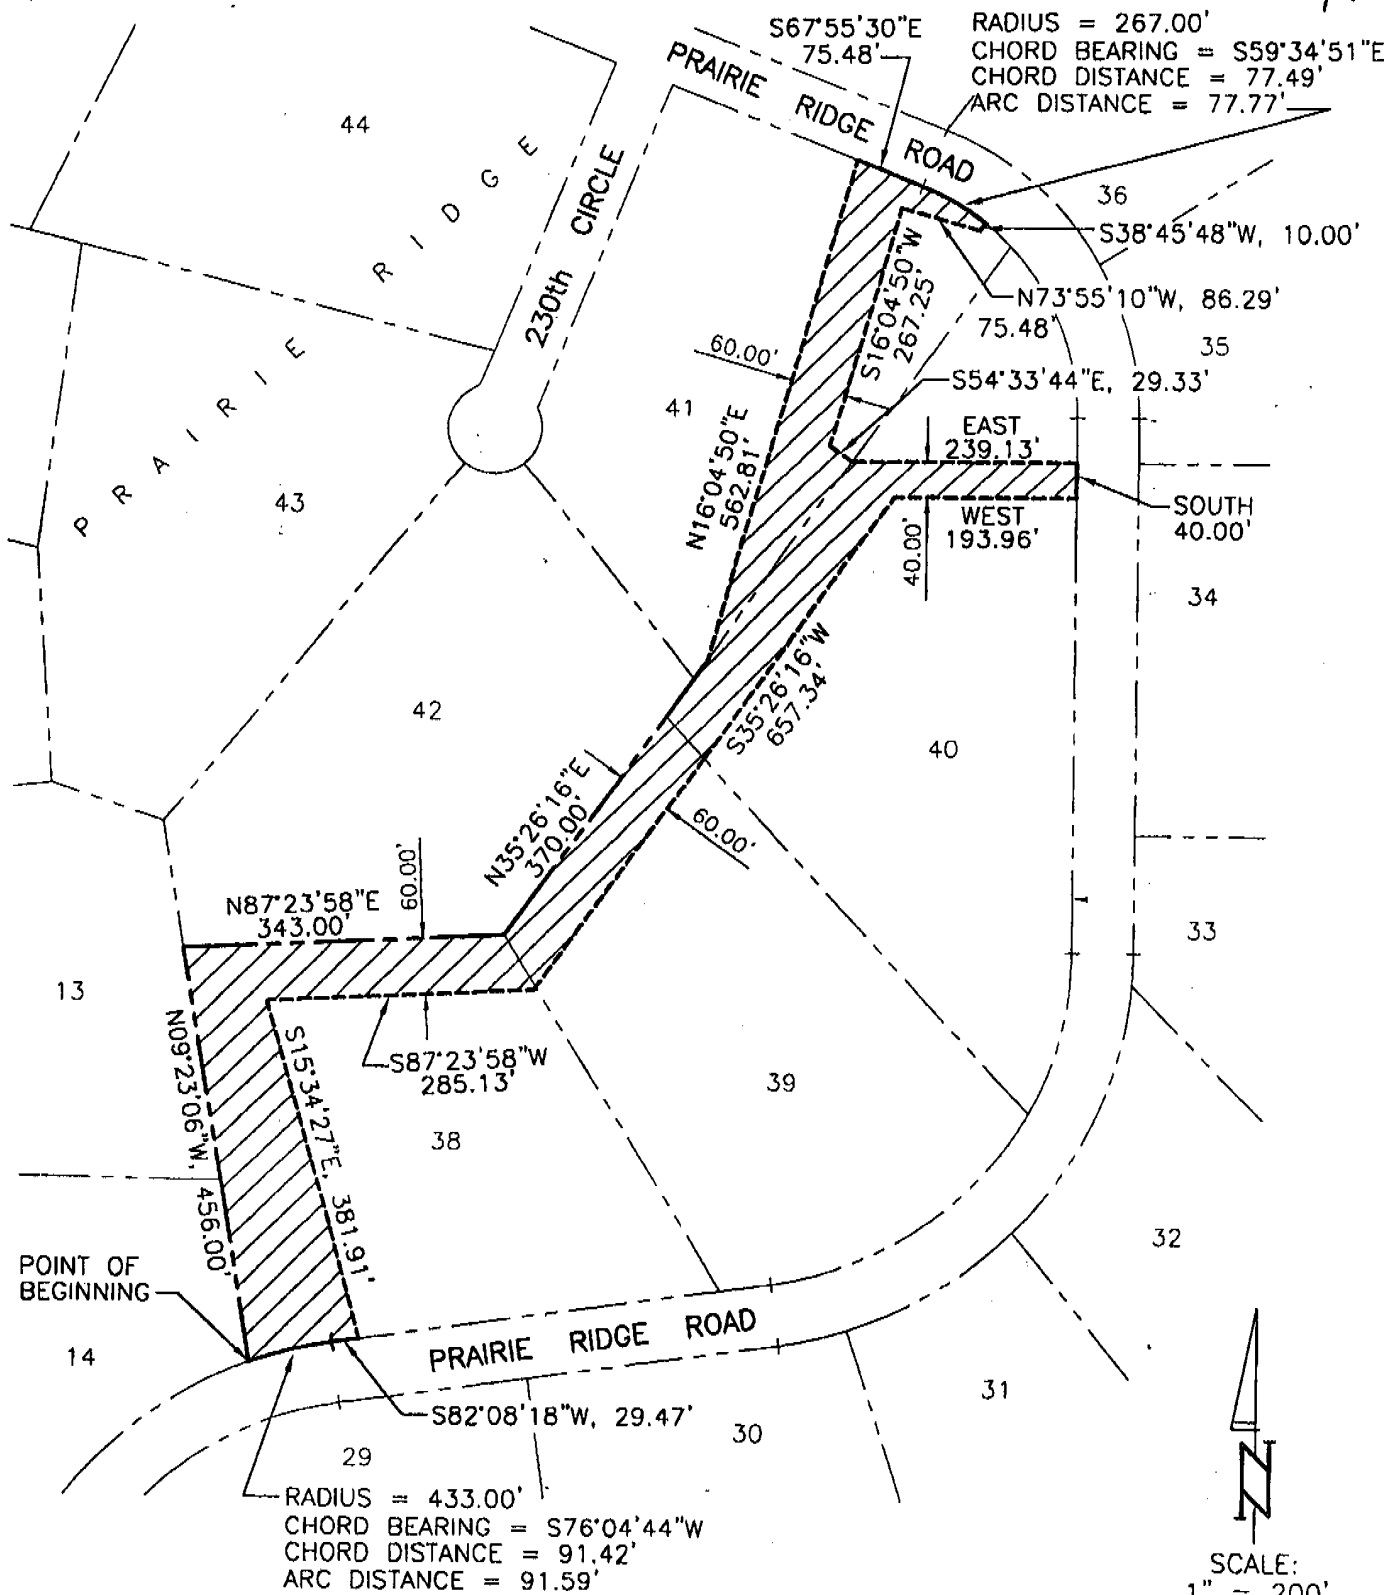 S67°55'30"E
75.48'
RADIUS = 267.00'
CHORD BEARING = S59°34'51"E
CHORD DISTANCE = 77.49'
ARC DISTANCE = 77.77'
PRAIRIE RIDGE ROAD
44
PRAIRIE RIDGE
230th CIRCLE
36
S38°45'48"W, 10.00'
N73°55'10"W, 86.29'
75.48'
35
S16°04'50"W
267.25'
60.00'
S54°33'44"E, 29.33'
41
EAST
239.13'
N16°04'50"E
562.81'
43
SOUTH
40.00'
WEST
193.96'
40.00'
34
S35°26'16"W
657.34'
42
40
N35°26'16"E
370.00'
60.00'
60.00'
N87°23'58"E
343.00'
33
13
N09°23'06"W, 456.00'
S15°34'27"E, 381.91'
S87°23'58"W
285.13'
39
38
32
POINT OF
BEGINNING
14
PRAIRIE RIDGE ROAD
31
S82°08'18"W, 29.47'
30
29
RADIUS = 433.00'
CHORD BEARING = S76°04'44"W
CHORD DISTANCE = 91.42'
ARC DISTANCE = 91.59'
N
SCALE:
1" = 200'